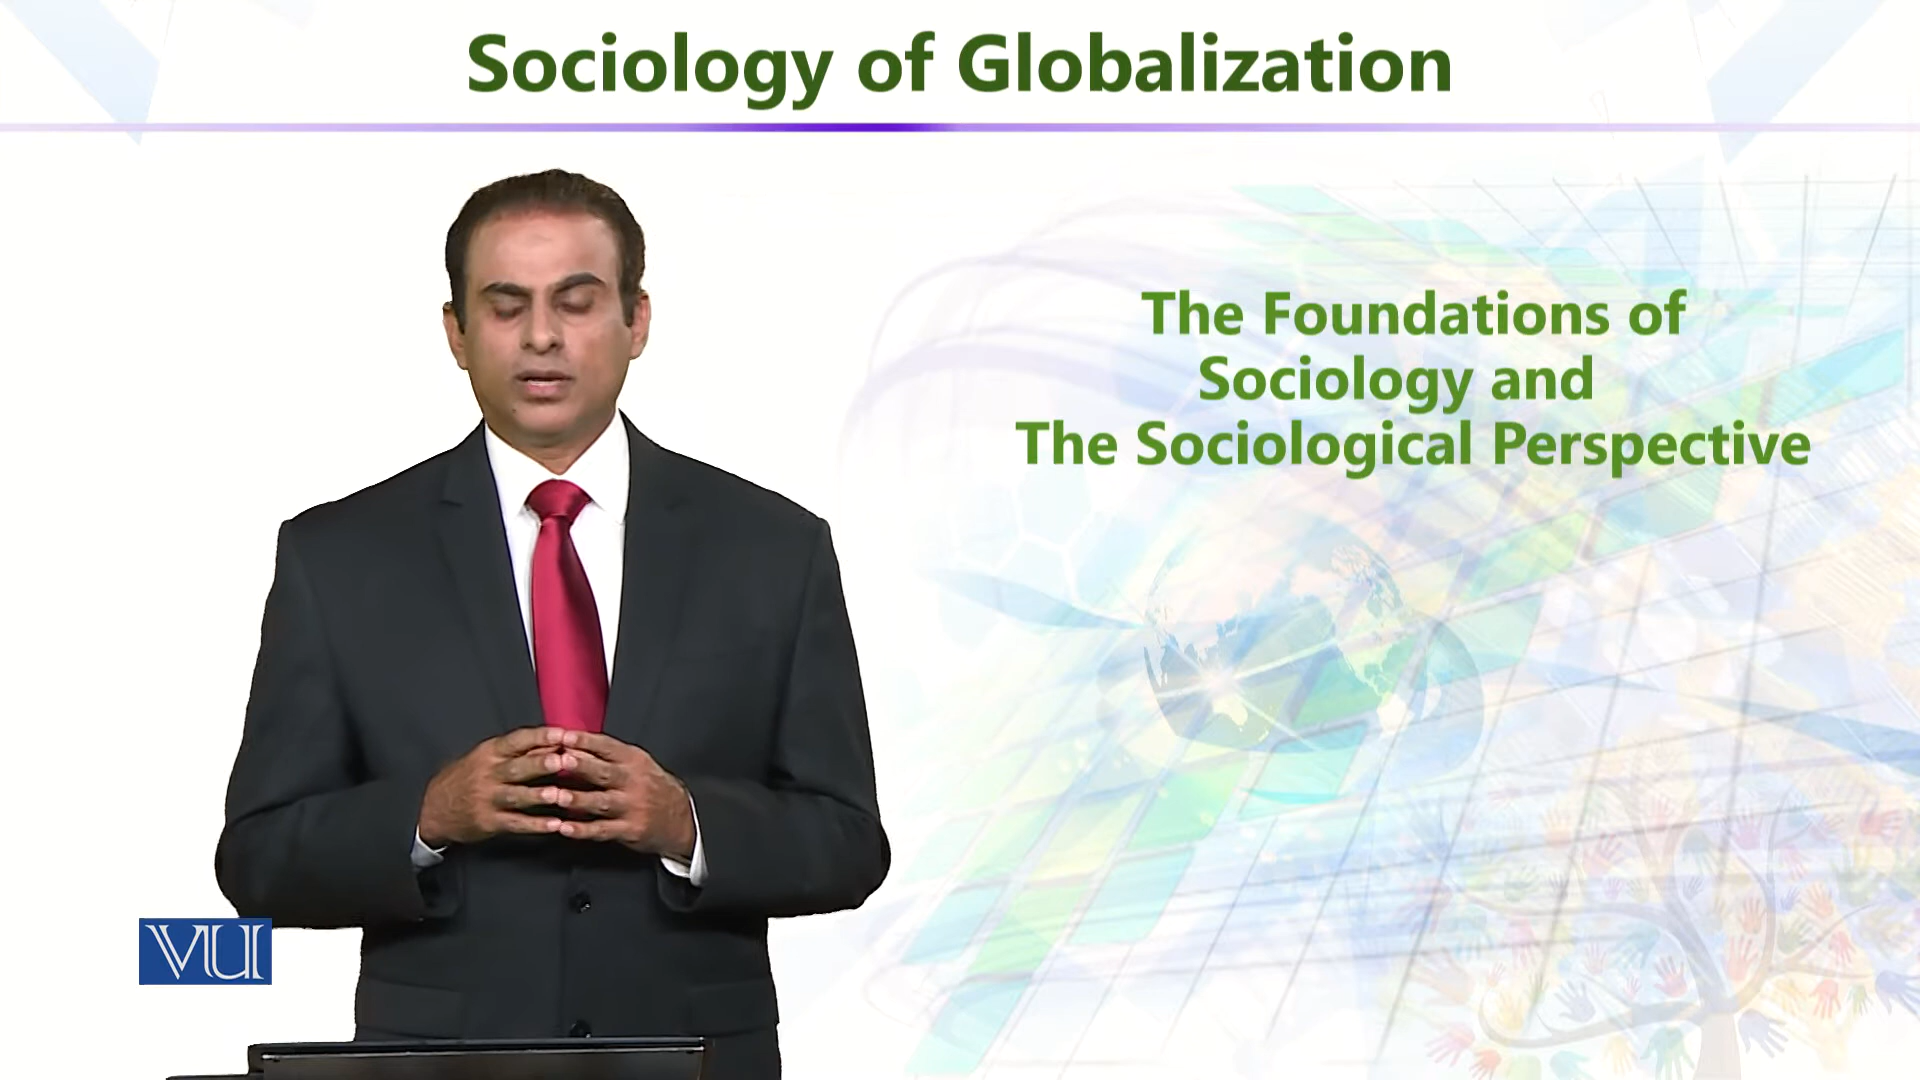 Sociology of Globalization
The Foundations of
Sociology and
The Sociological Perspective
VU